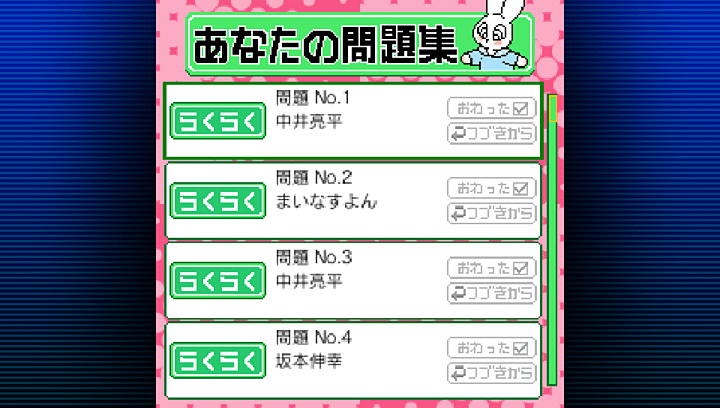 あなたの問題集
らくらく
問題 No.1
中井亮平
おわった
つづきから
らくらく
問題 No.2
まいなすよん
おわった
つづきから
らくらく
問題 No.3
中井亮平
おわった
つづきから
らくらく
問題 No.4
坂本伸幸
おわった
つづきから